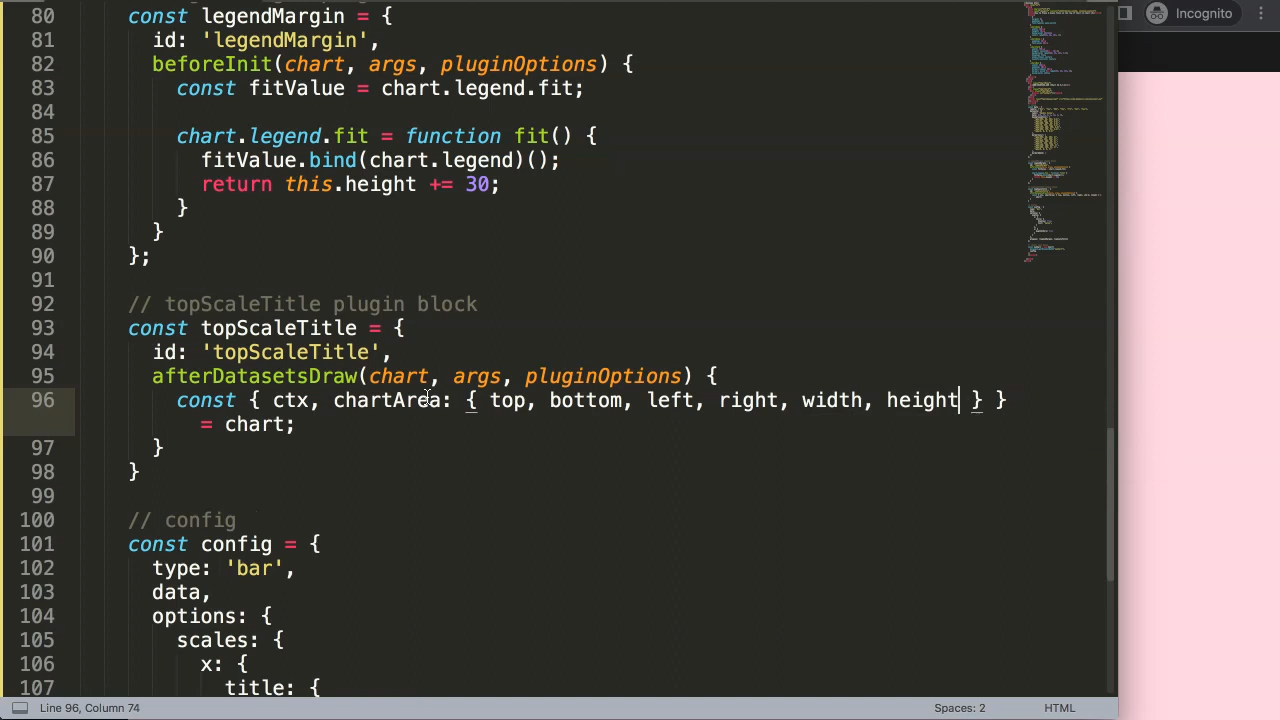 80 const legendMargin = {
81 id: 'legendMargin',
82 beforeInit(chart, args, pluginOptions) {
83 const fitValue = chart.legend.fit;
84
85 chart.legend.fit = function fit() {
86 fitValue.bind(chart.legend)();
87 return this.height += 30;
88 }
89 }
90 };
91
92 // topScaleTitle plugin block
93 const topScaleTitle = {
94 id: 'topScaleTitle',
95 afterDatasetsDraw(chart, args, pluginOptions) {
96 const { ctx, chartArea: { top, bottom, left, right, width, height } }
= chart;
97 }
98 }
99
100 // config
101 const config = {
102 type: 'bar',
103 data,
104 options: {
105 scales: {
106 x: {
107 title: {
Line 96, Column 74 Spaces: 2 HTML
Incognito